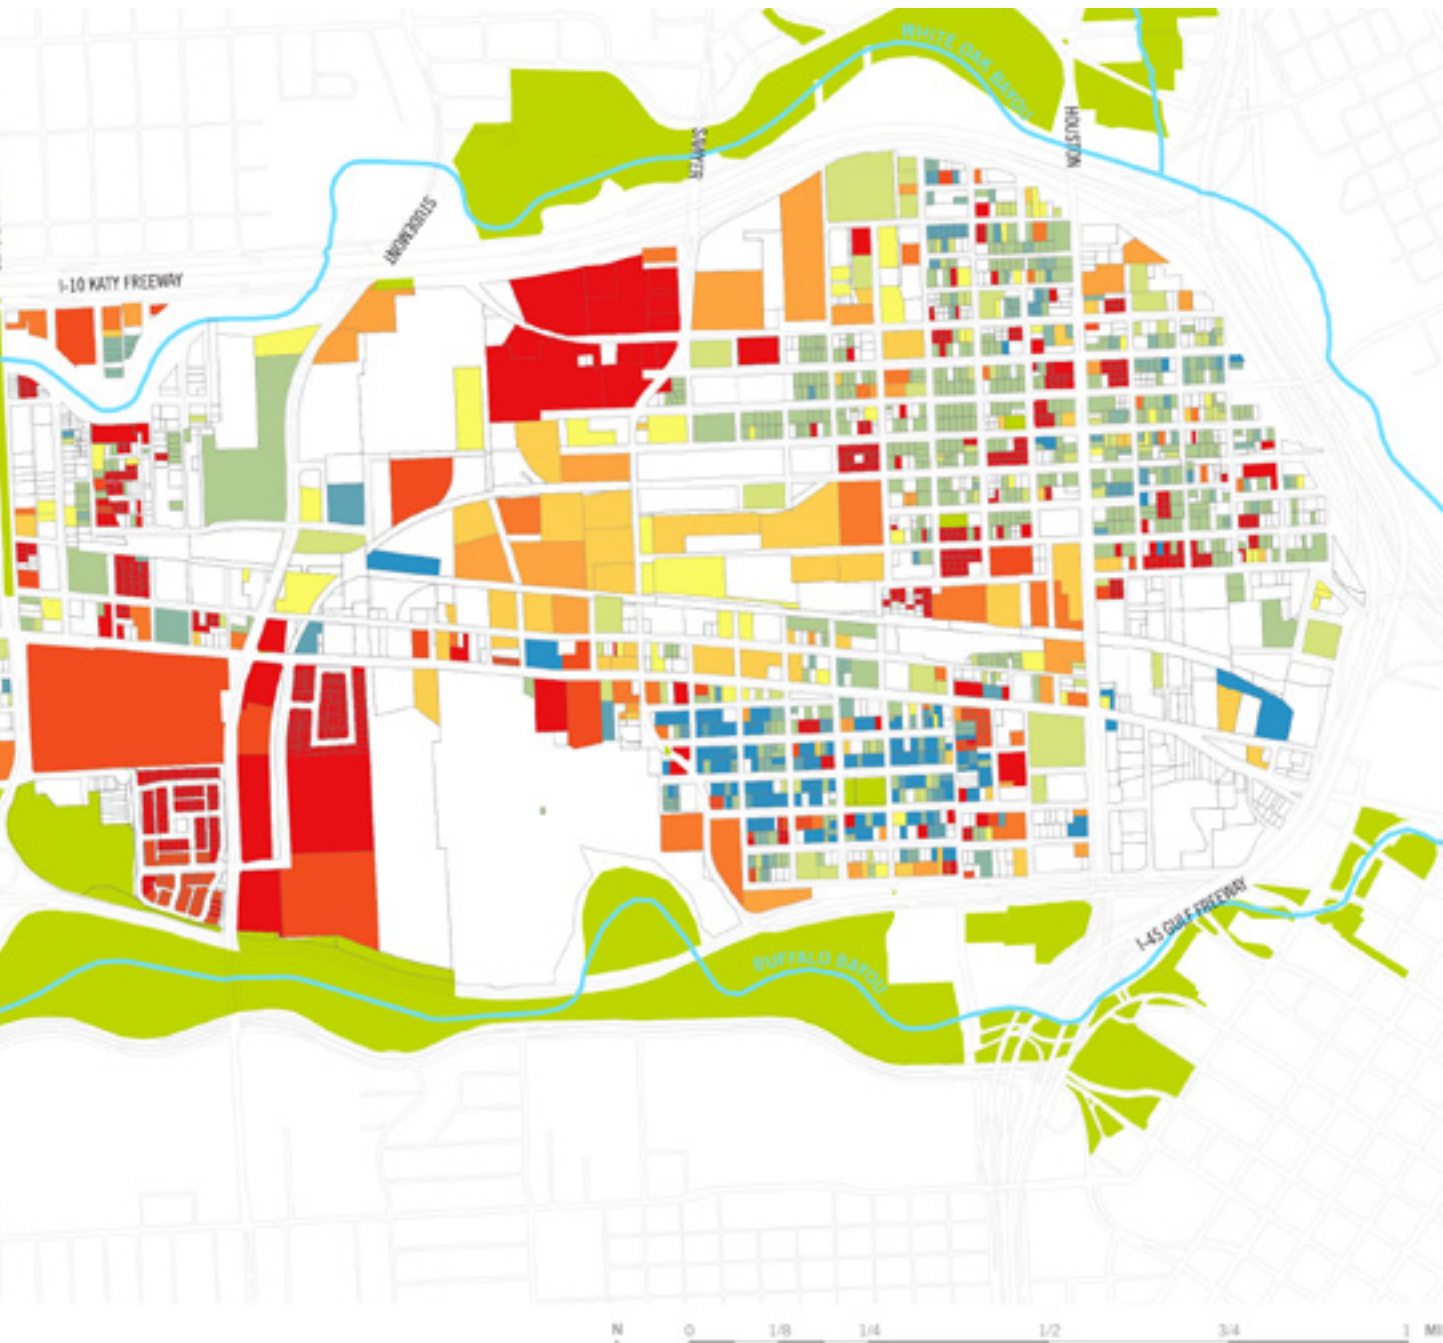 WHITE OAK BAYOU
HOUSTON
SAWYER
STUDEMONT
I-10 KATY FREEWAY
I-45 GULF FREEWAY
BUFFALO BAYOU
N 0 1/8 1/4 1/2 3/4 1 MI